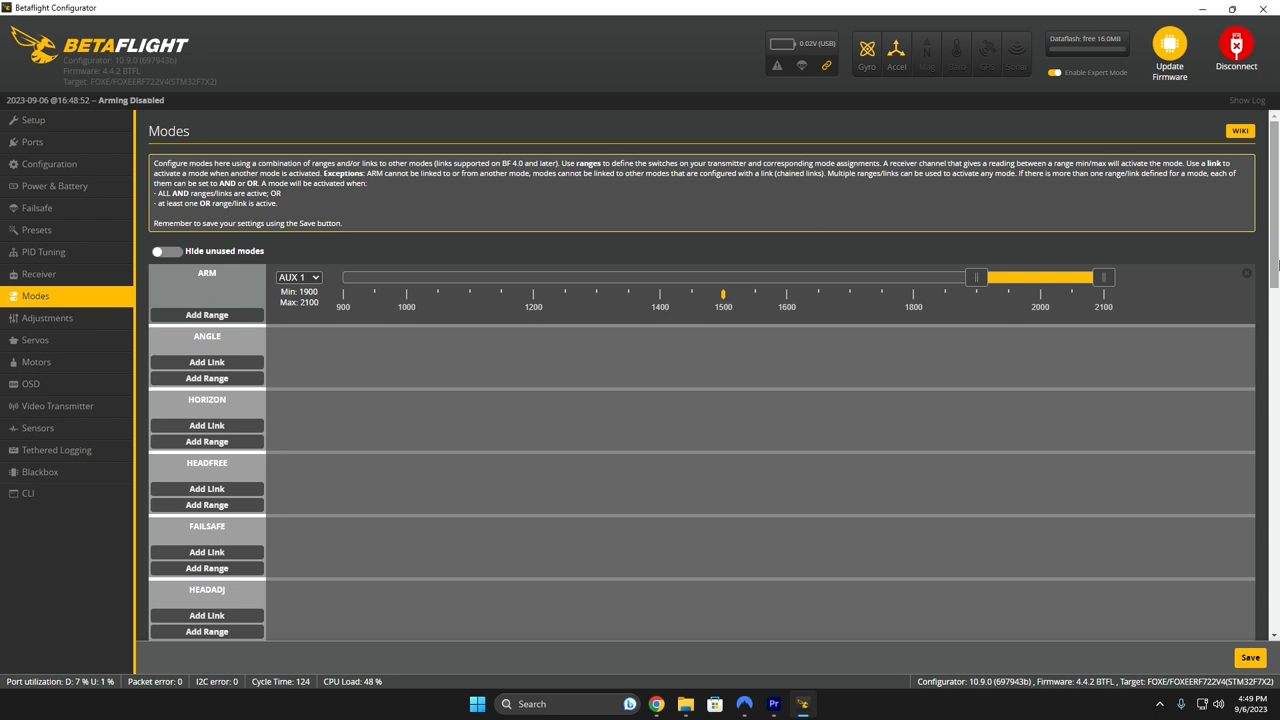 Betaflight Configurator
BETAFLIGHT
Configurator: 10.9.0 (697943b)
Firmware: 4.4.2 BTFL
Target: FOXE/FOXEERF722V4(STM32F7X2)
0.02V (USB)
Gyro
Accel
Mag
Baro
GPS
Sonar
Dataflash: free 16.0MB
Enable Expert Mode
Update
Firmware
Disconnect
2023-09-06 @16:48:52 -- Arming Disabled
Show Log
Setup
Ports
Configuration
Power & Battery
Failsafe
Presets
PID Tuning
Receiver
Modes
Adjustments
Servos
Motors
OSD
Video Transmitter
Sensors
Tethered Logging
Blackbox
CLI
Modes
WIKI
Configure modes here using a combination of ranges and/or links to other modes (links supported on BF 4.0 and later). Use ranges to define the switches on your transmitter and corresponding mode assignments. A receiver channel that gives a reading between a range min/max will activate the mode. Use a link to
activate a mode when another mode is activated. Exceptions: ARM cannot be linked to or from another mode, modes cannot be linked to other modes that are configured with a link (chained links). Multiple ranges/links can be used to activate any mode. If there is more than one range/link defined for a mode, each of
them can be set to AND or OR. A mode will be activated when:
- ALL AND ranges/links are active; OR
- at least one OR range/link is active.
Remember to save your settings using the Save button.
Hide unused modes
ARM
Add Range
AUX 1
Min: 1900
Max: 2100
900 1000 1200 1400 1500 1600 1800 2000 2100
ANGLE
Add Link
Add Range
HORIZON
Add Link
Add Range
HEADFREE
Add Link
Add Range
FAILSAFE
Add Link
Add Range
HEADADJ
Add Link
Add Range
Save
Port utilization: D: 7 % U: 1 % Packet error: 0 I2C error: 0 Cycle Time: 124 CPU Load: 48 %
Configurator: 10.9.0 (697943b), Firmware: 4.4.2 BTFL, Target: FOXE/FOXEERF722V4(STM32F7X2)
Search
Pr
4:49 PM
9/6/2023